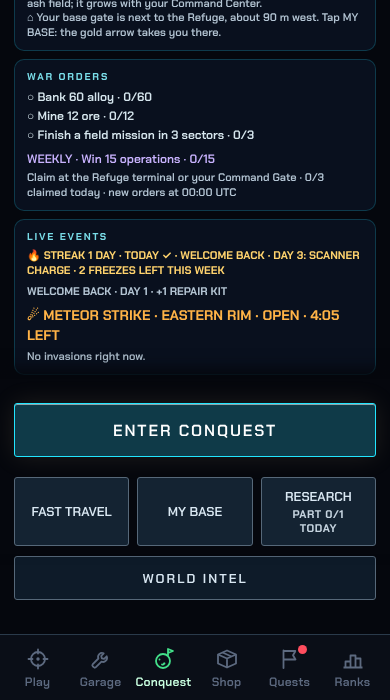 ash field; it grows with your Command Center.
⌂ Your base gate is next to the Refuge, about 90 m west. Tap MY
BASE: the gold arrow takes you there.
WAR ORDERS
○ Bank 60 alloy · 0/60
○ Mine 12 ore · 0/12
○ Finish a field mission in 3 sectors · 0/3
WEEKLY · Win 15 operations · 0/15
Claim at the Refuge terminal or your Command Gate · 0/3
claimed today · new orders at 00:00 UTC
LIVE EVENTS
🔥 STREAK 1 DAY · TODAY ✓ · WELCOME BACK · DAY 3: SCANNER
CHARGE · 2 FREEZES LEFT THIS WEEK
WELCOME BACK · DAY 1 · +1 REPAIR KIT
☄ METEOR STRIKE · EASTERN RIM · OPEN · 4:05
LEFT
No invasions right now.
ENTER CONQUEST
FAST TRAVEL
MY BASE
RESEARCH
PART 0/1
TODAY
WORLD INTEL
Play
Garage
Conquest
Shop
Quests
Ranks